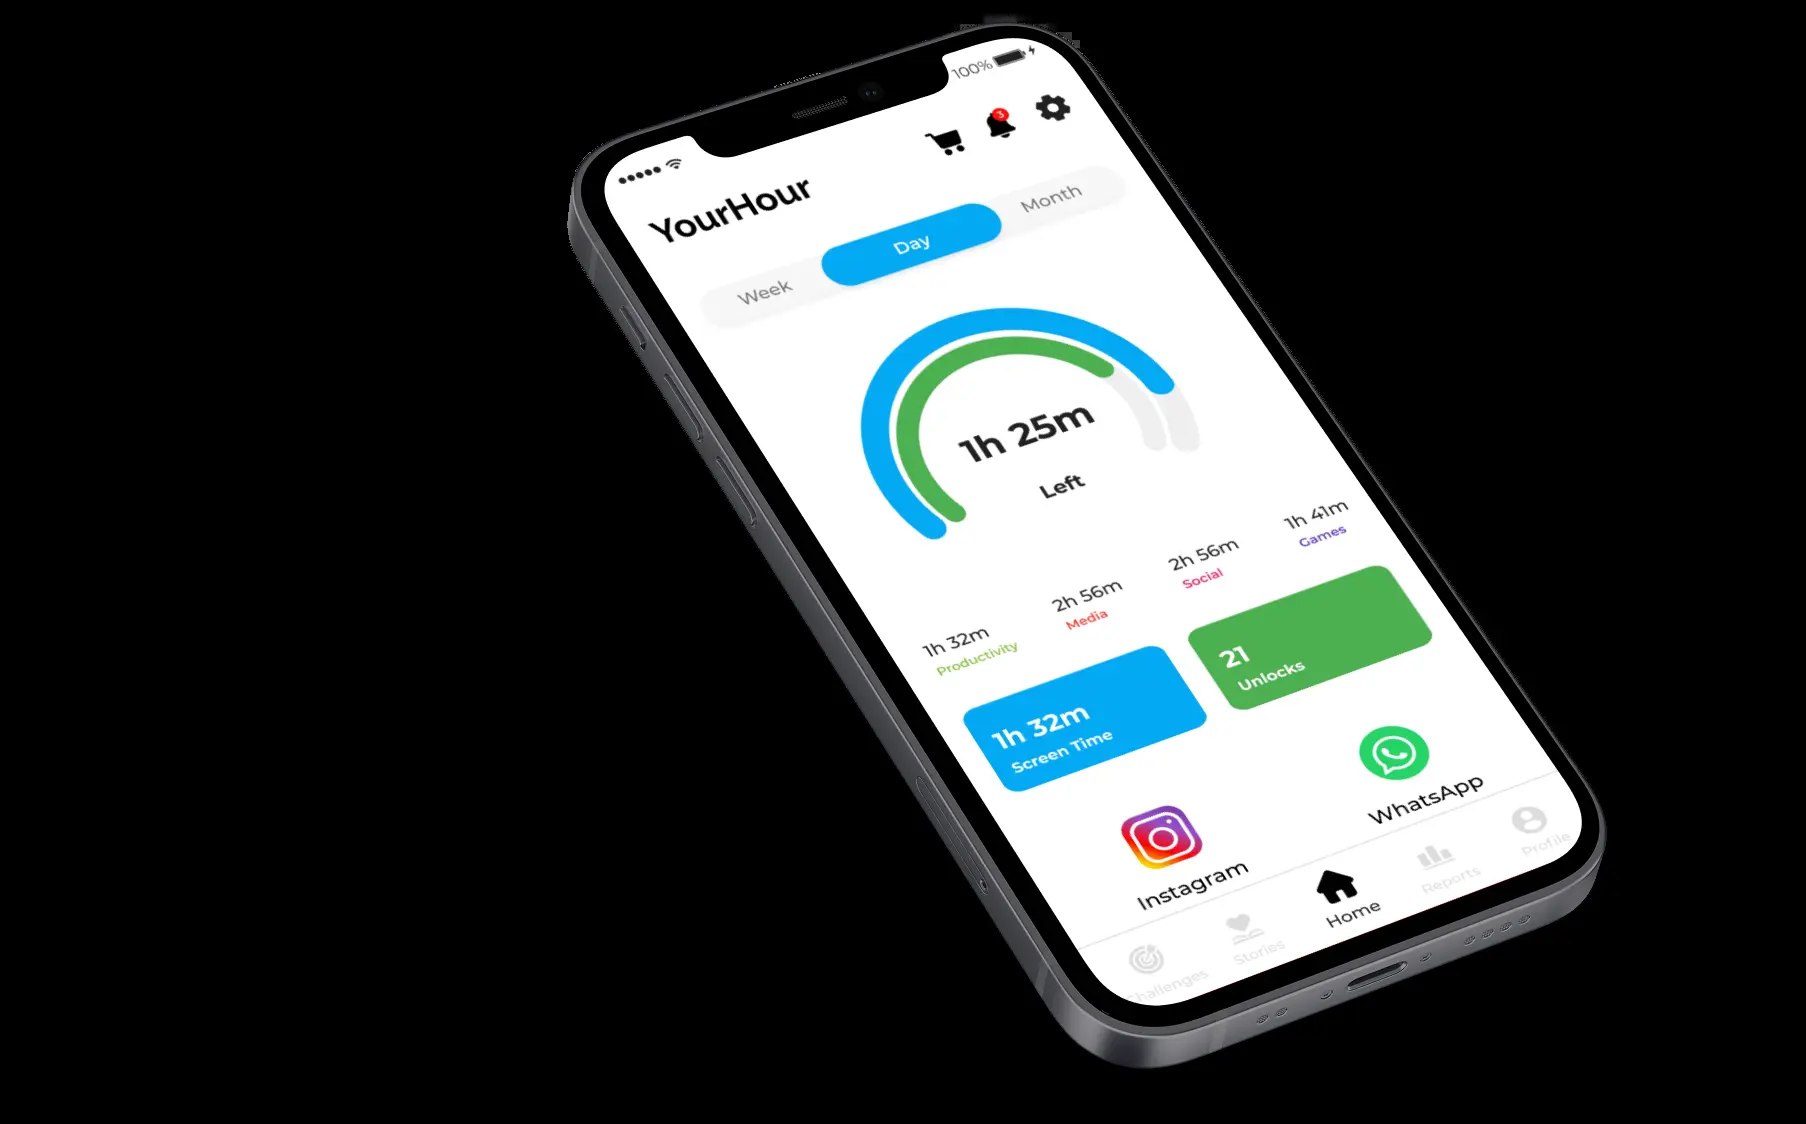 100%
3
YourHour
Week
Day
Month
1h 25m
Left
1h 32m
Productivity
2h 56m
Media
2h 56m
Social
1h 41m
Games
1h 32m
Screen Time
21
Unlocks
Instagram
WhatsApp
Challenges
Stories
Home
Reports
Profile